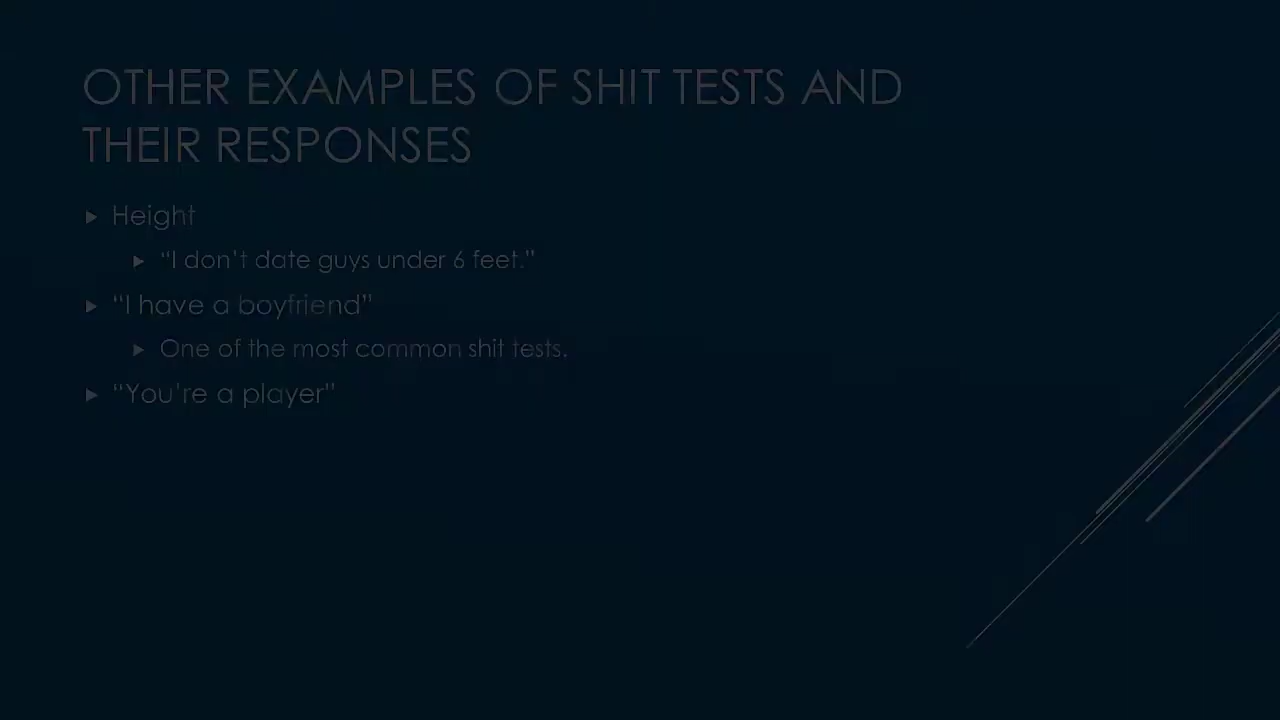 OTHER EXAMPLES OF SHIT TESTS AND
THEIR RESPONSES
Height
“I don’t date guys under 6 feet.”
“I have a boyfriend”
One of the most common shit tests.
“You’re a player”